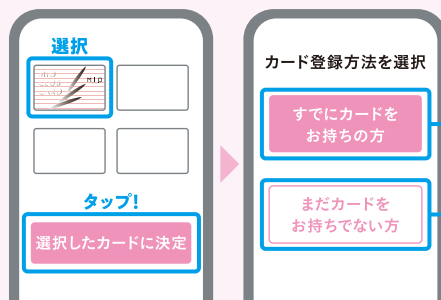 選択
タップ!
選択したカードに決定
カード登録方法を選択
すでにカードを
お持ちの方
まだカードを
お持ちでない方